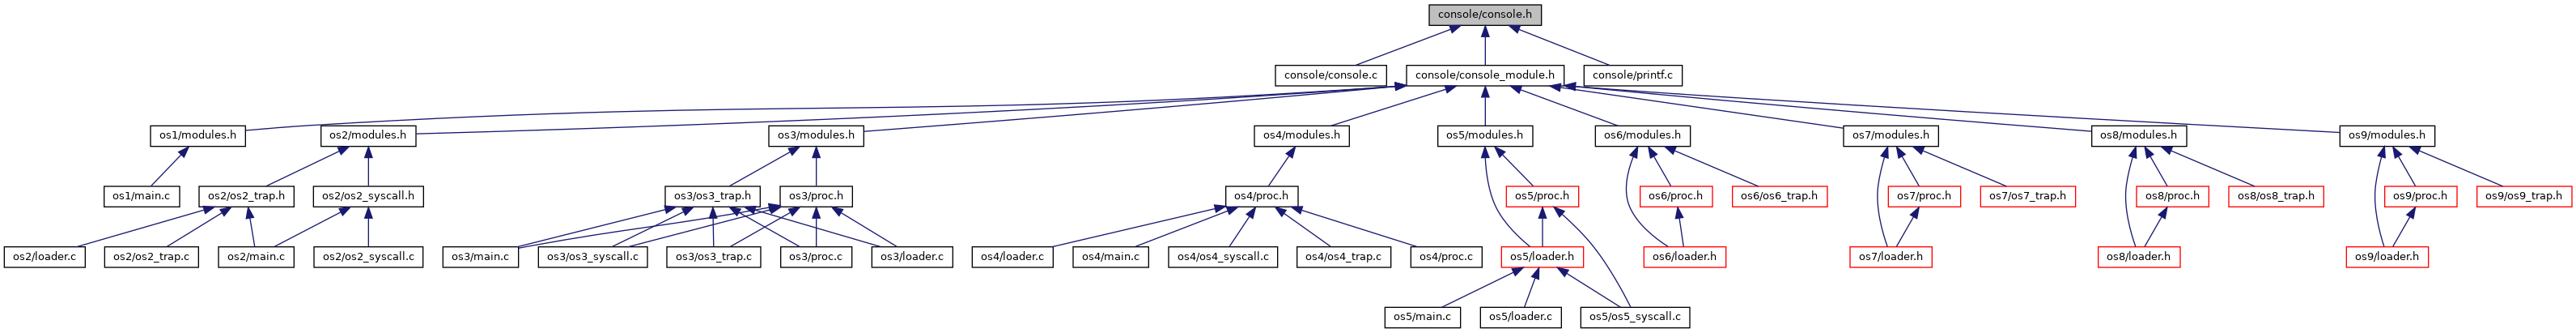 console/console.h
console/console.c
console/console_module.h
console/printf.c
os1/modules.h
os2/modules.h
os3/modules.h
os4/modules.h
os5/modules.h
os6/modules.h
os7/modules.h
os8/modules.h
os9/modules.h
os1/main.c
os2/os2_trap.h
os2/os2_syscall.h
os3/os3_trap.h
os3/proc.h
os4/proc.h
os5/proc.h
os6/proc.h
os6/os6_trap.h
os7/proc.h
os7/os7_trap.h
os8/proc.h
os8/os8_trap.h
os9/proc.h
os9/os9_trap.h
os2/loader.c
os2/os2_trap.c
os2/main.c
os2/os2_syscall.c
os3/main.c
os3/os3_syscall.c
os3/os3_trap.c
os3/proc.c
os3/loader.c
os4/loader.c
os4/main.c
os4/os4_syscall.c
os4/os4_trap.c
os4/proc.c
os5/loader.h
os6/loader.h
os7/loader.h
os8/loader.h
os9/loader.h
os5/main.c
os5/loader.c
os5/os5_syscall.c